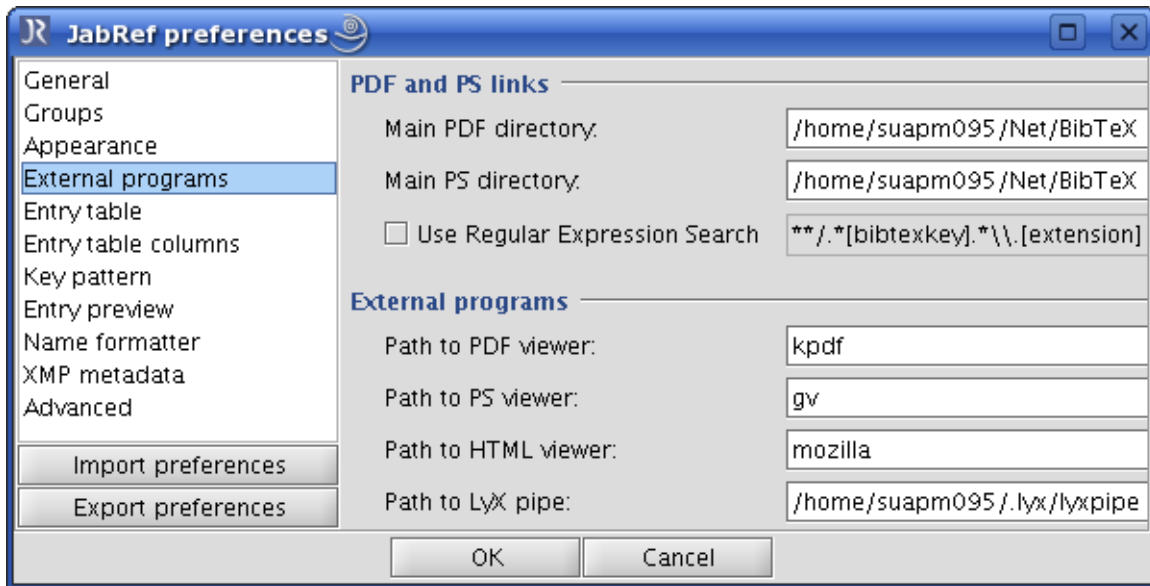 JabRef preferences
General
Groups
Appearance
External programs
Entry table
Entry table columns
Key pattern
Entry preview
Name formatter
XMP metadata
Advanced
Import preferences
Export preferences
PDF and PS links
Main PDF directory: /home/suapm095/Net/BibTeX
Main PS directory: /home/suapm095/Net/BibTeX
Use Regular Expression Search **/.*[bibtexkey].*\\.[extension]
External programs
Path to PDF viewer: kpdf
Path to PS viewer: gv
Path to HTML viewer: mozilla
Path to LyX pipe: /home/suapm095/.lyx/lyxpipe
OK Cancel